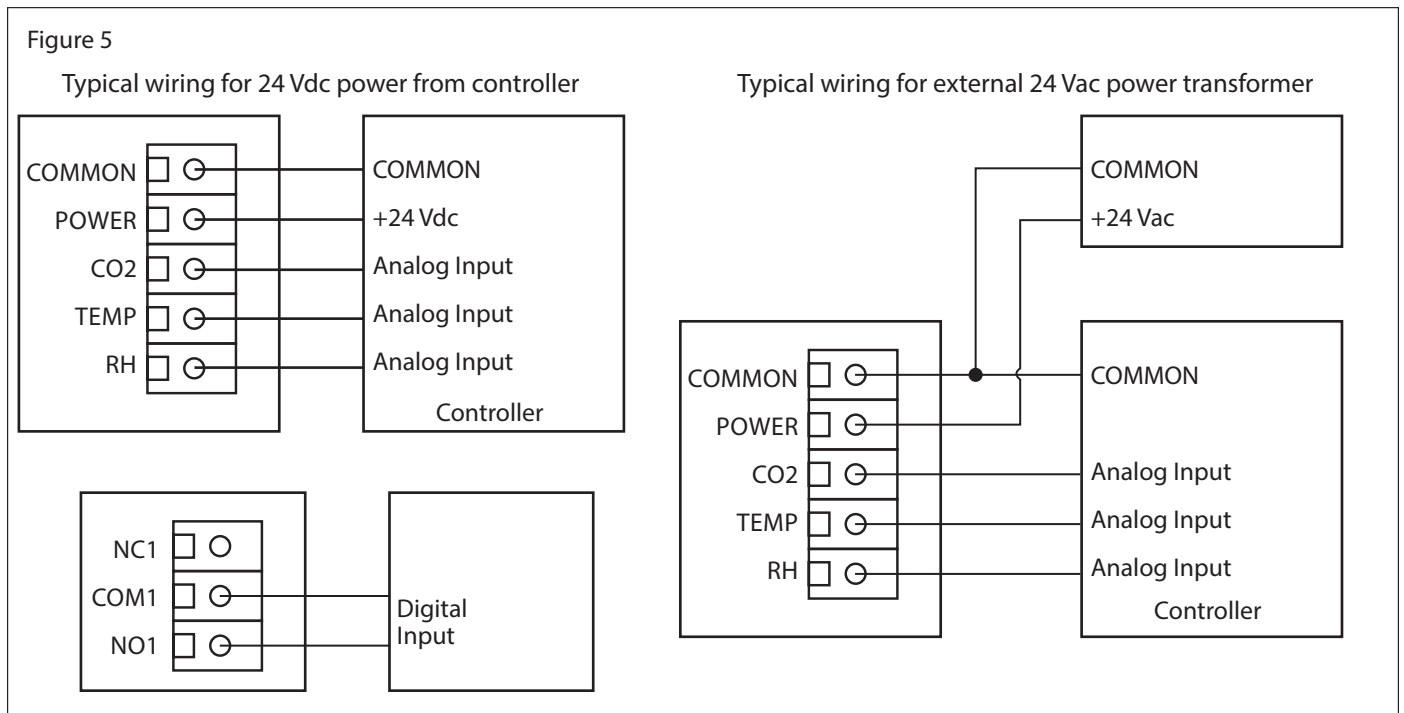 Figure 5
Typical wiring for 24 Vdc power from controller
COMMON
POWER
CO2
TEMP
RH
COMMON
+24 Vdc
Analog Input
Analog Input
Analog Input
Controller
NC1
COM1
NO1
Digital
Input
Typical wiring for external 24 Vac power transformer
COMMON
+24 Vac
COMMON
POWER
CO2
TEMP
RH
COMMON
Analog Input
Analog Input
Analog Input
Controller